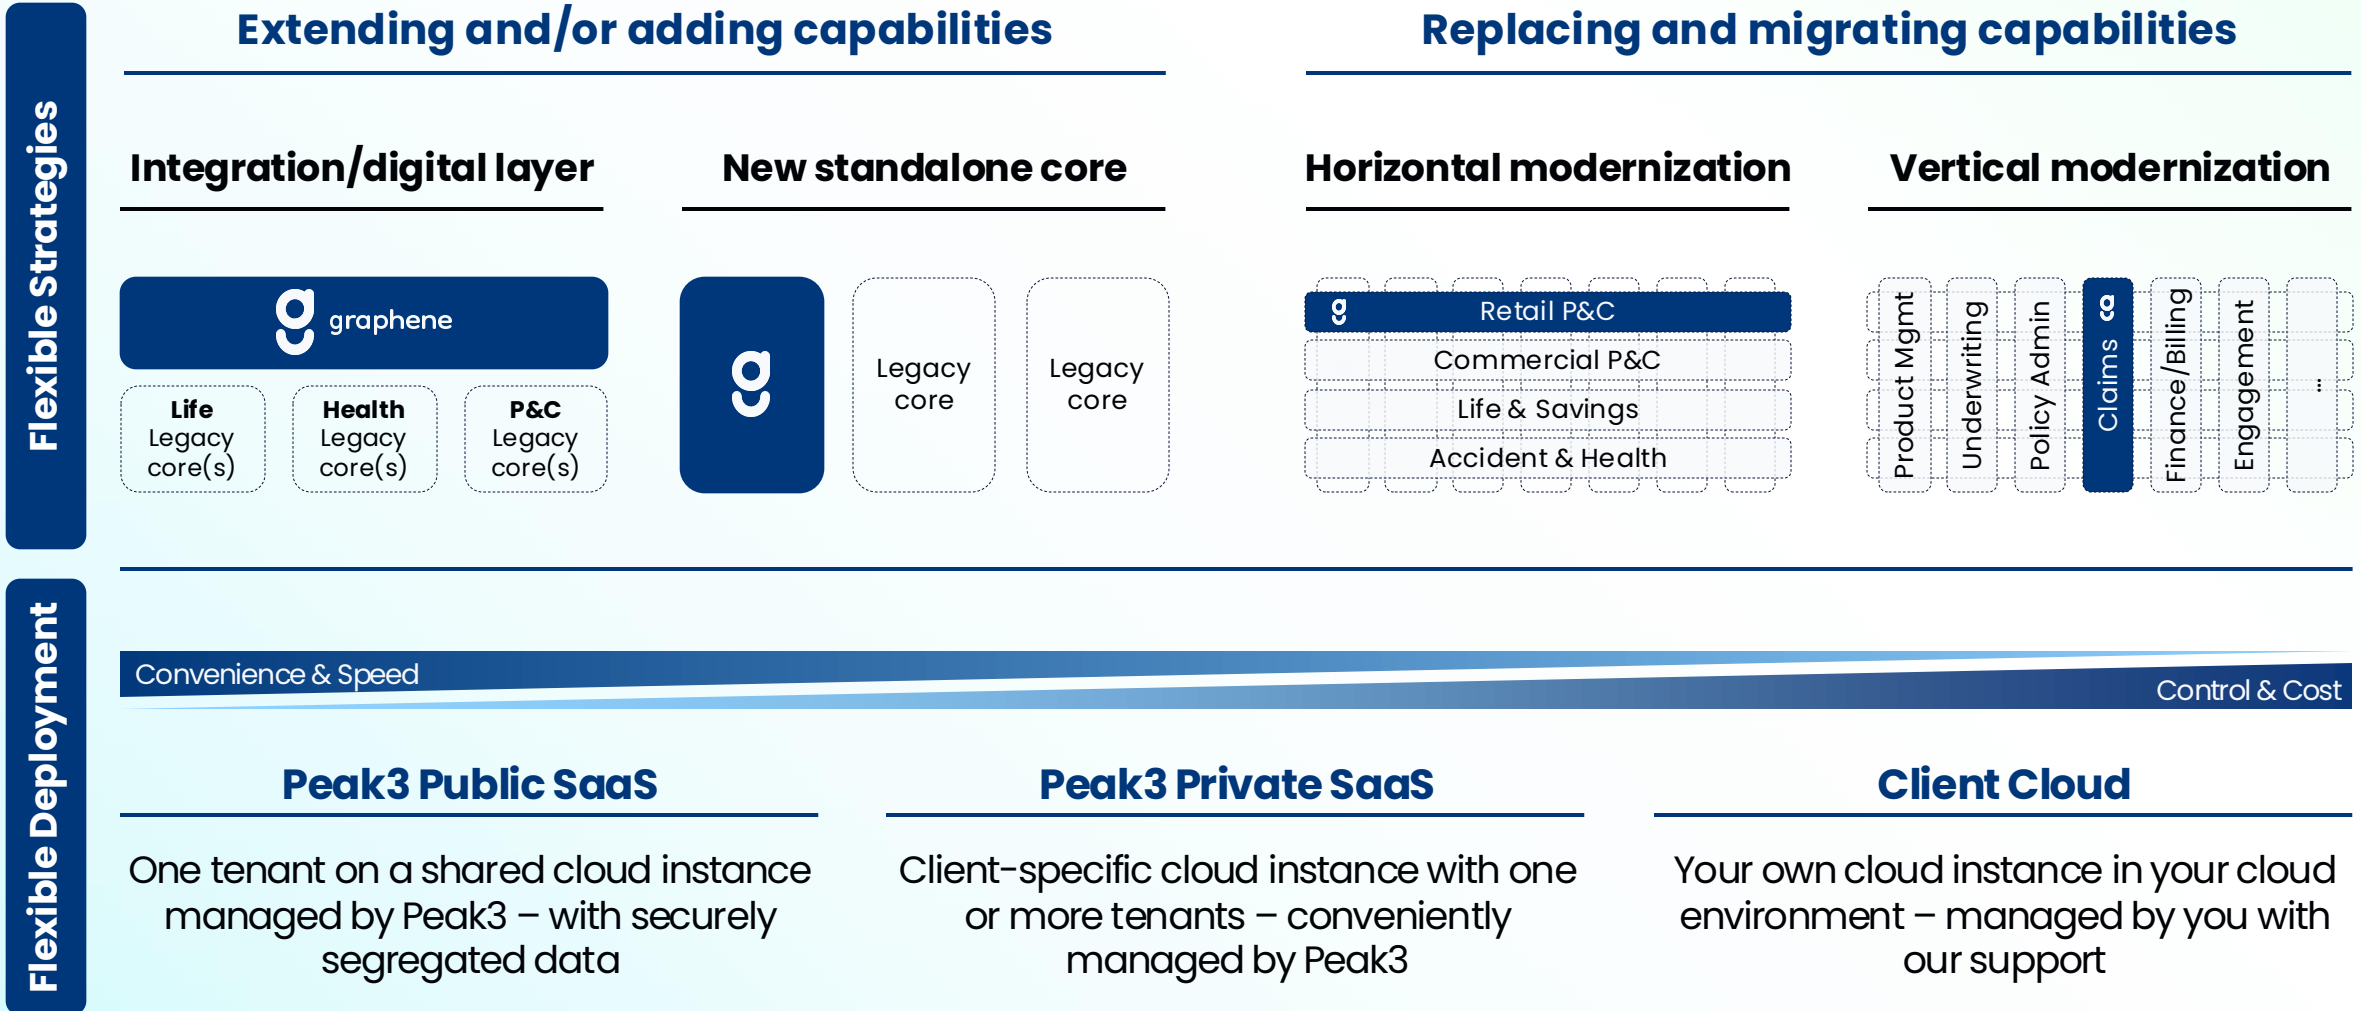 Flexible Strategies
Extending and/or adding capabilities
Replacing and migrating capabilities
Integration/digital layer
New standalone core
Horizontal modernization
Vertical modernization
graphene
Life
Legacy
core(s)
Health
Legacy
core(s)
P&C
Legacy
core(s)
Legacy
core
Legacy
core
Retail P&C
Commercial P&C
Life & Savings
Accident & Health
Product Mgmt
Underwriting
Policy Admin
Claims
Finance/Billing
Engagement
...
Flexible Deployment
Convenience & Speed
Control & Cost
Peak3 Public SaaS
One tenant on a shared cloud instance
managed by Peak3 – with securely
segregated data
Peak3 Private SaaS
Client-specific cloud instance with one
or more tenants – conveniently
managed by Peak3
Client Cloud
Your own cloud instance in your cloud
environment – managed by you with
our support